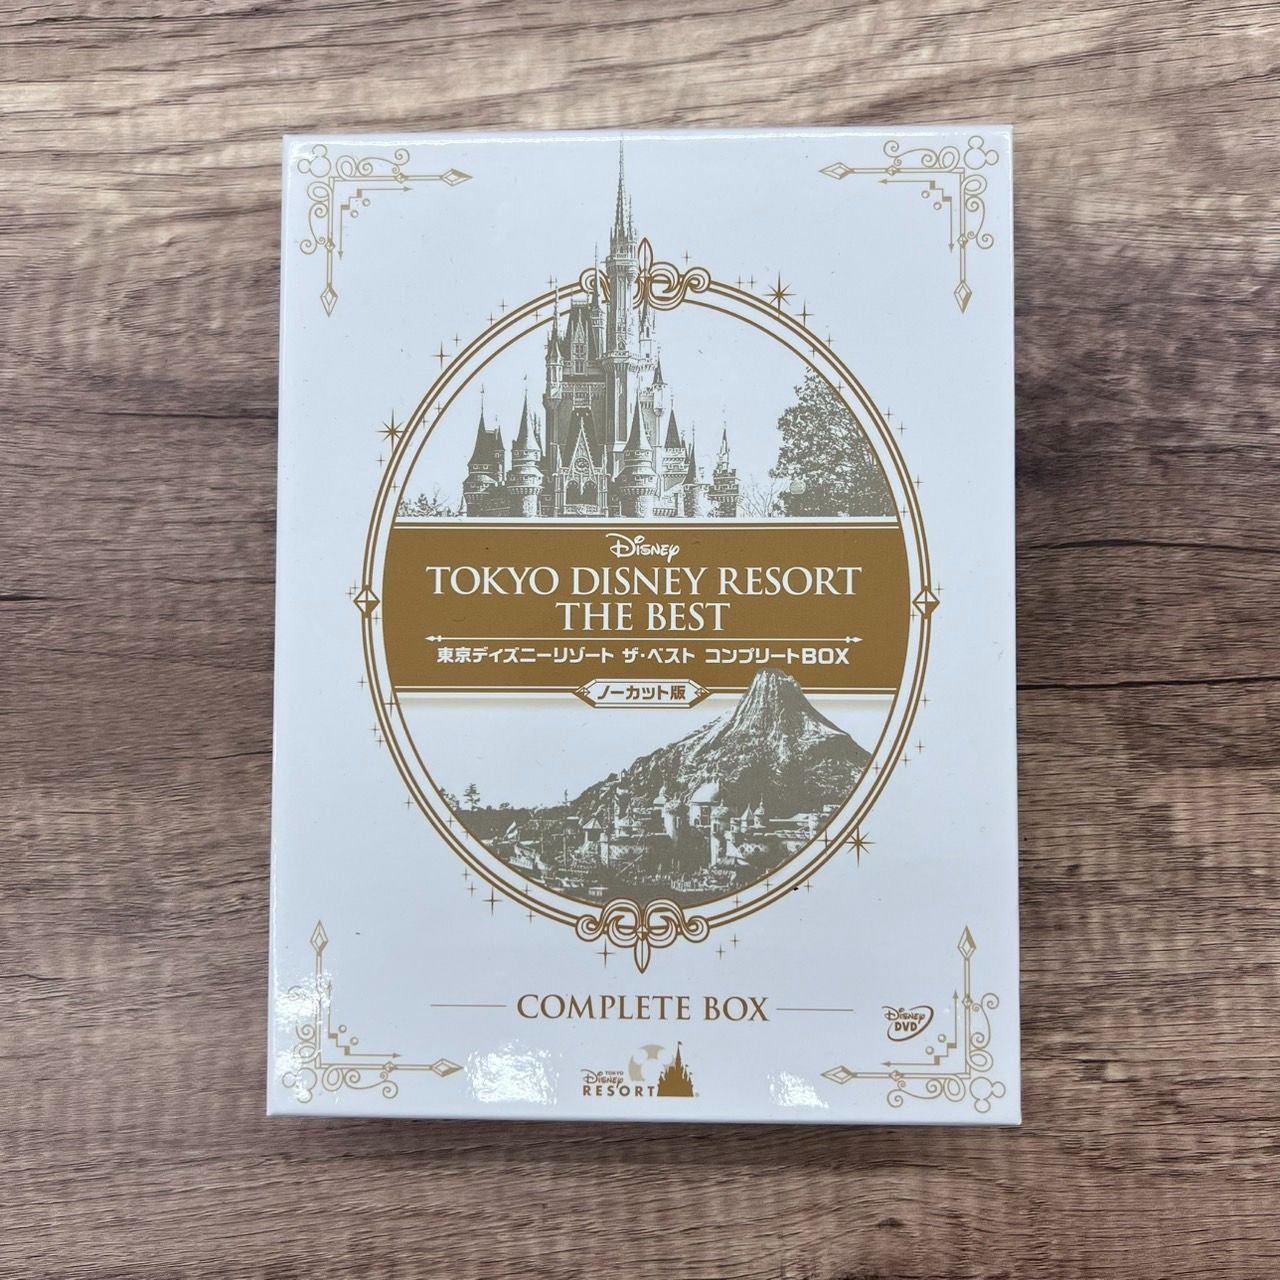 Disney
TOKYO DISNEY RESORT
THE BEST
東京ディズニーリゾート ザ・ベスト コンプリートBOX
ノーカット版
COMPLETE BOX
Disney
DVD
TOKYO
Disney
RESORT